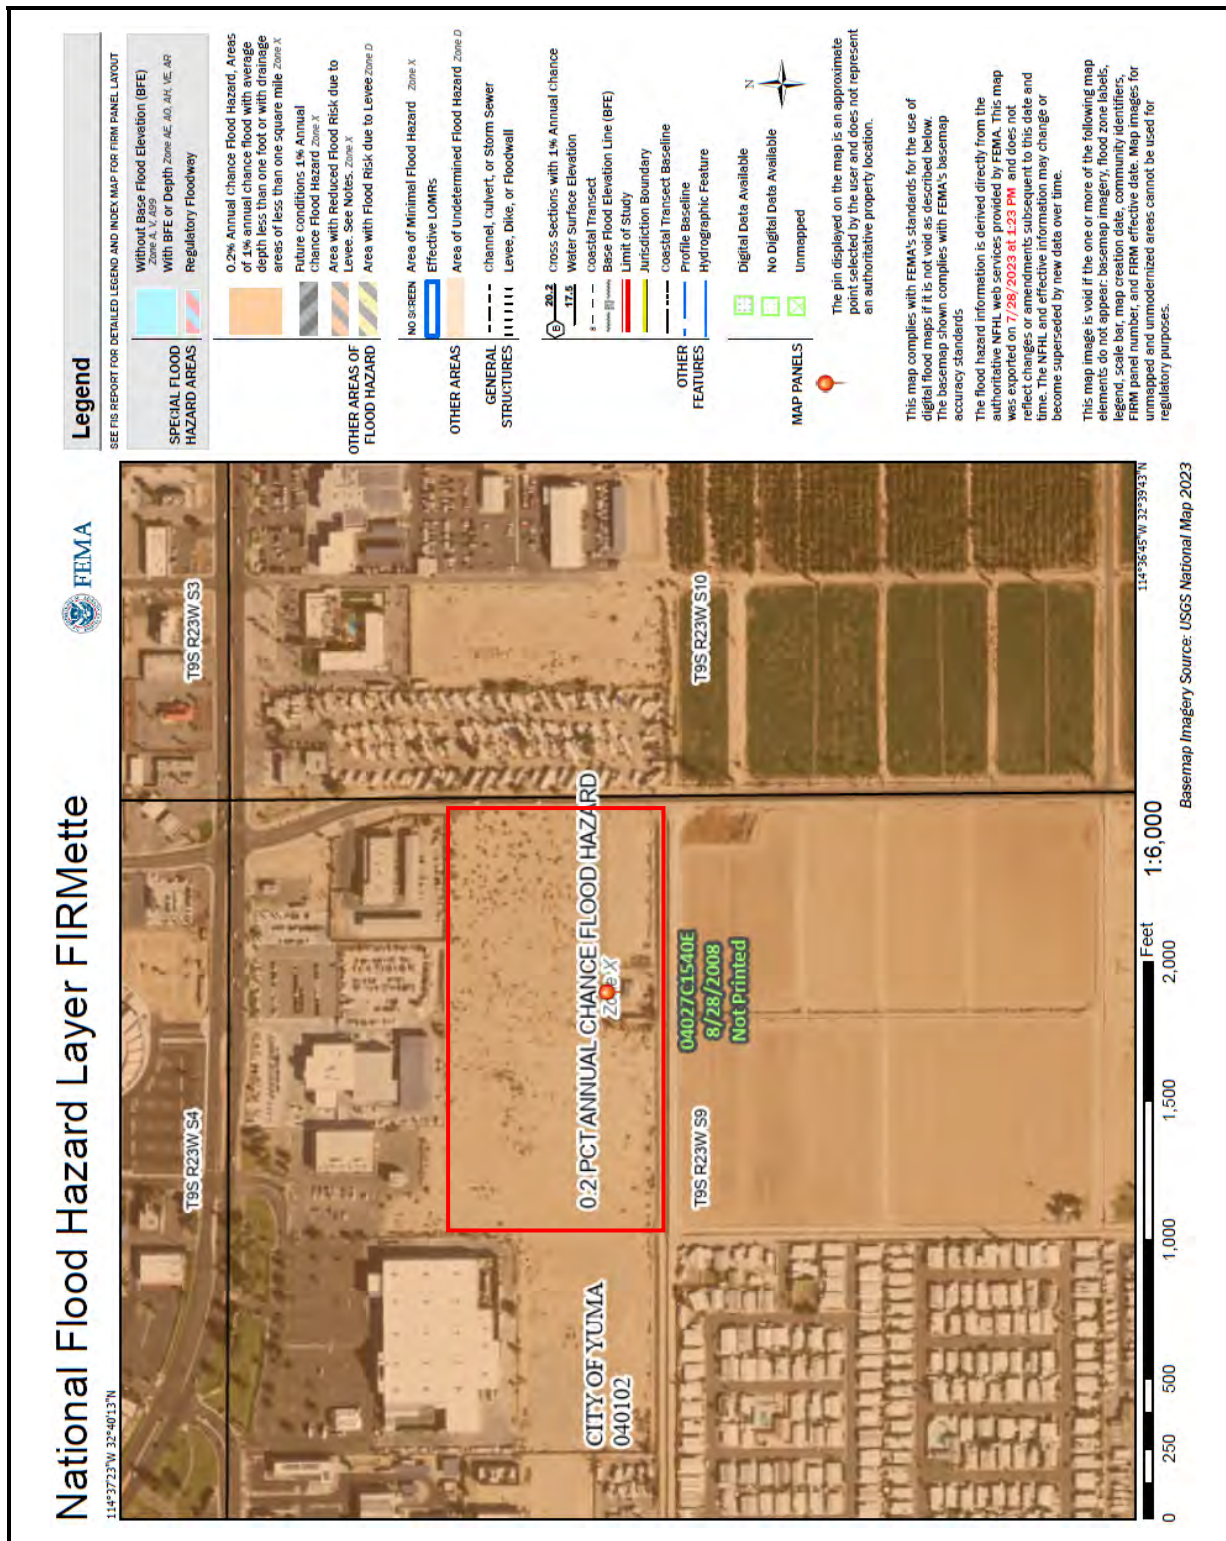 National Flood Hazard Layer FIRMette
FEMA
114°37'23"W 32°40'13"N
T9S R23W S4
T9S R23W S3
0.2 PCT ANNUAL CHANCE FLOOD HAZARD
Zone X
CITY OF YUMA
040102
04027C1540E
8/28/2008
Not Printed
T9S R23W S9
T9S R23W S10
114°36'45"W 32°39'43"N
0
250
500
1,000
1,500
2,000
Feet
1:6,000
Basemap Imagery Source: USGS National Map 2023
Legend
SEE FIS REPORT FOR DETAILED LEGEND AND INDEX MAP FOR FIRM PANEL LAYOUT
SPECIAL FLOOD
HAZARD AREAS
Without Base Flood Elevation (BFE)
Zone A, V, A99
With BFE or Depth Zone AE, AO, AH, VE, AR
Regulatory Floodway
OTHER AREAS OF
FLOOD HAZARD
0.2% Annual Chance Flood Hazard, Areas
of 1% annual chance flood with average
depth less than one foot or with drainage
areas of less than one square mile Zone X
Future Conditions 1% Annual
Chance Flood Hazard Zone X
Area with Reduced Flood Risk due to
Levee. See Notes. Zone X
Area with Flood Risk due to Levee Zone D
OTHER AREAS
NO SCREEN Area of Minimal Flood Hazard Zone X
Effective LOMRs
Area of Undetermined Flood Hazard Zone D
GENERAL
STRUCTURES
Channel, Culvert, or Storm Sewer
Levee, Dike, or Floodwall
B 20.2 Cross Sections with 1% Annual Chance
17.5 Water Surface Elevation
8 Coastal Transect
Base Flood Elevation Line (BFE)
Limit of Study
Jurisdiction Boundary
Coastal Transect Baseline
OTHER
FEATURES
Profile Baseline
Hydrographic Feature
MAP PANELS
Digital Data Available
No Digital Data Available
Unmapped
N
The pin displayed on the map is an approximate
point selected by the user and does not represent
an authoritative property location.
This map complies with FEMA's standards for the use of
digital flood maps if it is not void as described below.
The basemap shown complies with FEMA's basemap
accuracy standards
The flood hazard information is derived directly from the
authoritative NFHL web services provided by FEMA. This map
was exported on 7/28/2023 at 1:23 PM and does not
reflect changes or amendments subsequent to this date and
time. The NFHL and effective information may change or
become superseded by new data over time.
This map image is void if the one or more of the following map
elements do not appear: basemap imagery, flood zone labels,
legend, scale bar, map creation date, community identifiers,
FIRM panel number, and FIRM effective date. Map images for
unmapped and unmodernized areas cannot be used for
regulatory purposes.